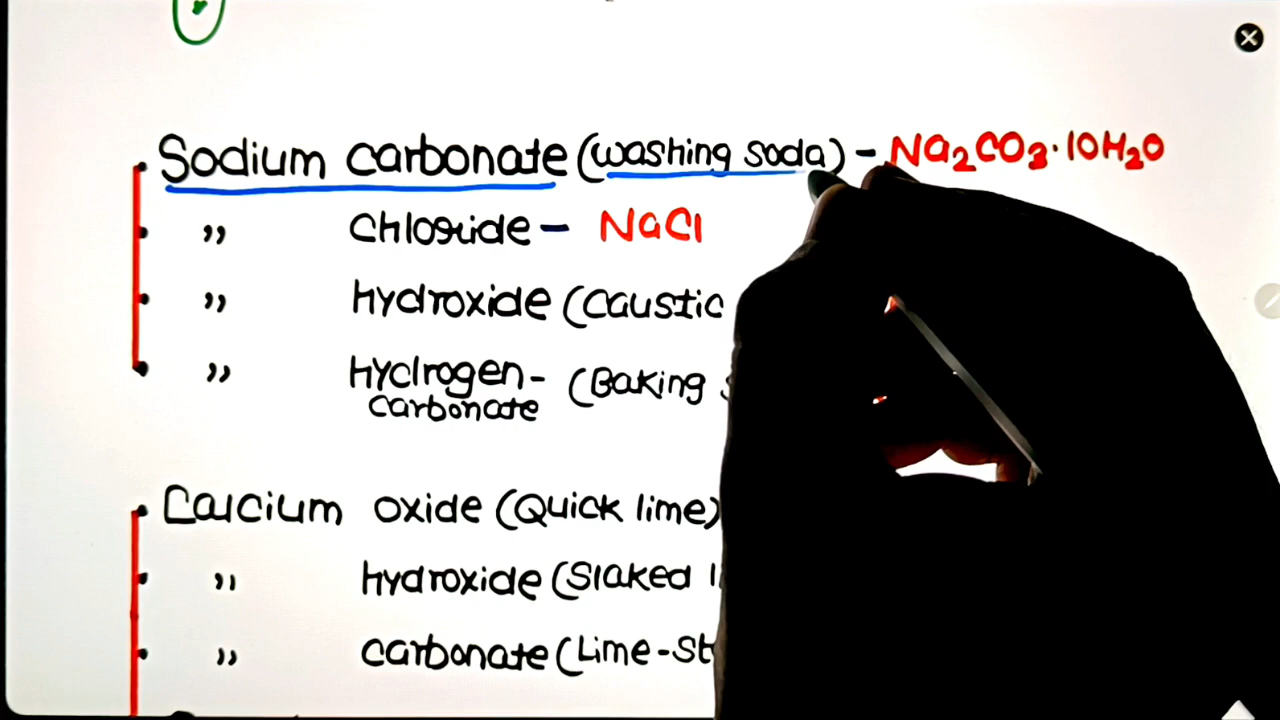 Sodium carbonate (washing soda) - Na2CO3·10H2O
,, Chloride - NaCl
,, hydroxide (Caustic
,, Hydrogen- (Baking
carbonate
Calcium oxide (Quick lime)
,, hydroxide (Slaked
,, carbonate (Lime-St